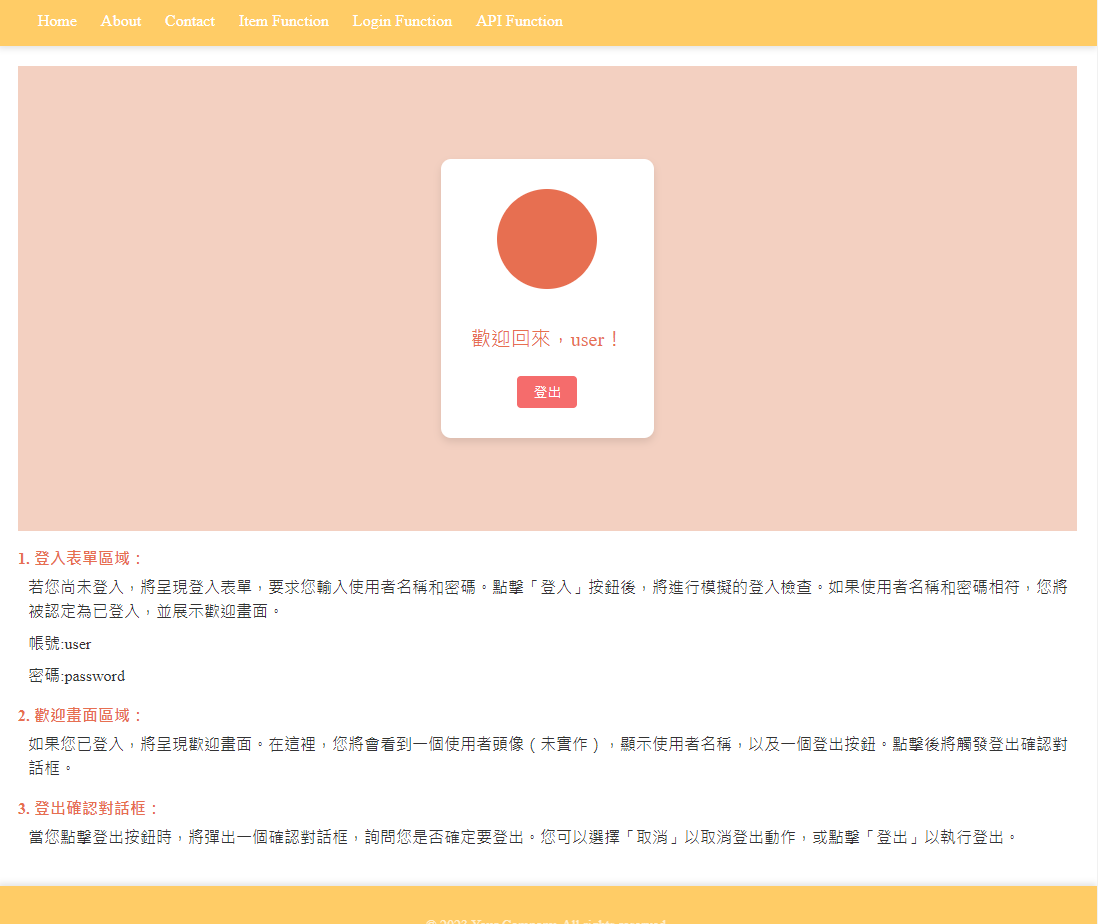 Home About Contact Item Function Login Function API Function
歡迎回來，user！
登出
1. 登入表單區域：
若您尚未登入，將呈現登入表單，要求您輸入使用者名稱和密碼。點擊「登入」按鈕後，將進行模擬的登入檢查。如果使用者名稱和密碼相符，您將
被認定為已登入，並展示歡迎畫面。
帳號:user
密碼:password
2. 歡迎畫面區域：
如果您已登入，將呈現歡迎畫面。在這裡，您將會看到一個使用者頭像（未實作），顯示使用者名稱，以及一個登出按鈕。點擊後將觸發登出確認對
話框。
3. 登出確認對話框：
當您點擊登出按鈕時，將彈出一個確認對話框，詢問您是否確定要登出。您可以選擇「取消」以取消登出動作，或點擊「登出」以執行登出。
© 2023 Your Company. All rights reserved.